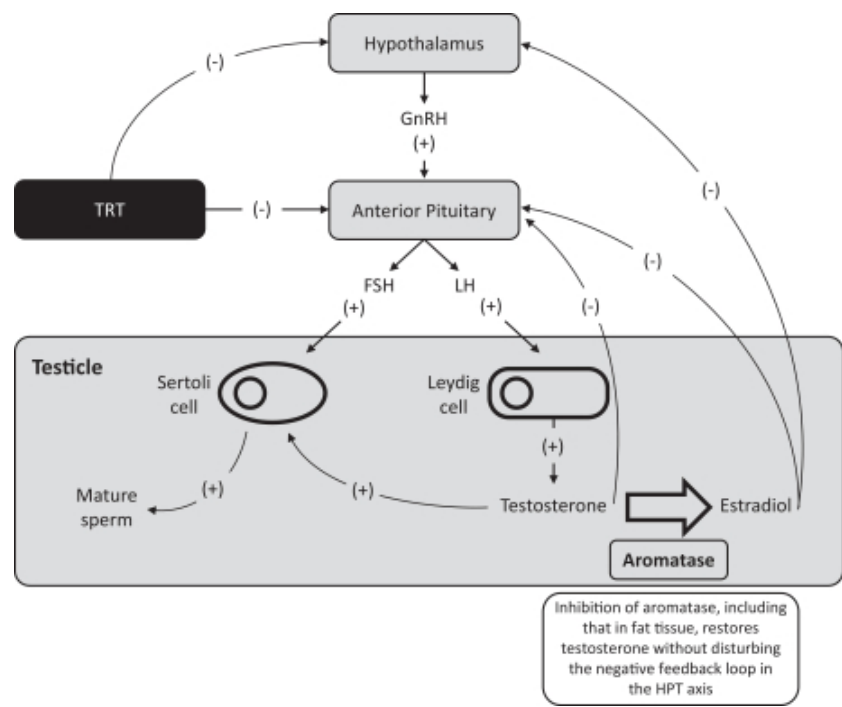 Hypothalamus
(-)
GnRH
(+)
TRT
(-)
Anterior Pituitary
(-)
(-)
FSH
LH
(+)
(+)
(-)
Testicle
Sertoli
cell
Leydig
cell
(+)
(+)
(+)
Mature
sperm
Testosterone
Estradiol
Aromatase
Inhibition of aromatase, including
that in fat tissue, restores
testosterone without disturbing
the negative feedback loop in
the HPT axis